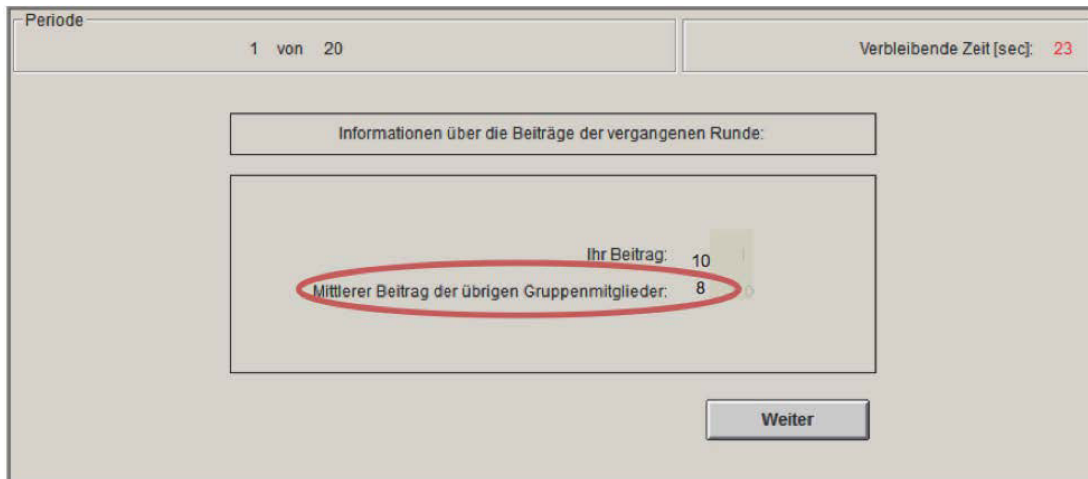 Periode
1 von 20
Verbleibende Zeit [sec]: 23
Informationen über die Beiträge der vergangenen Runde:
Ihr Beitrag: 10
Mittlerer Beitrag der übrigen Gruppenmitglieder: 8
Weiter